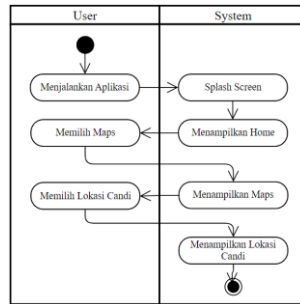 User System
Menjalankan Aplikasi Splash Screen
Memilih Maps Menampilkan Home
Memilih Lokasi Candi Menampilkan Maps
Menampilkan Lokasi
Candi